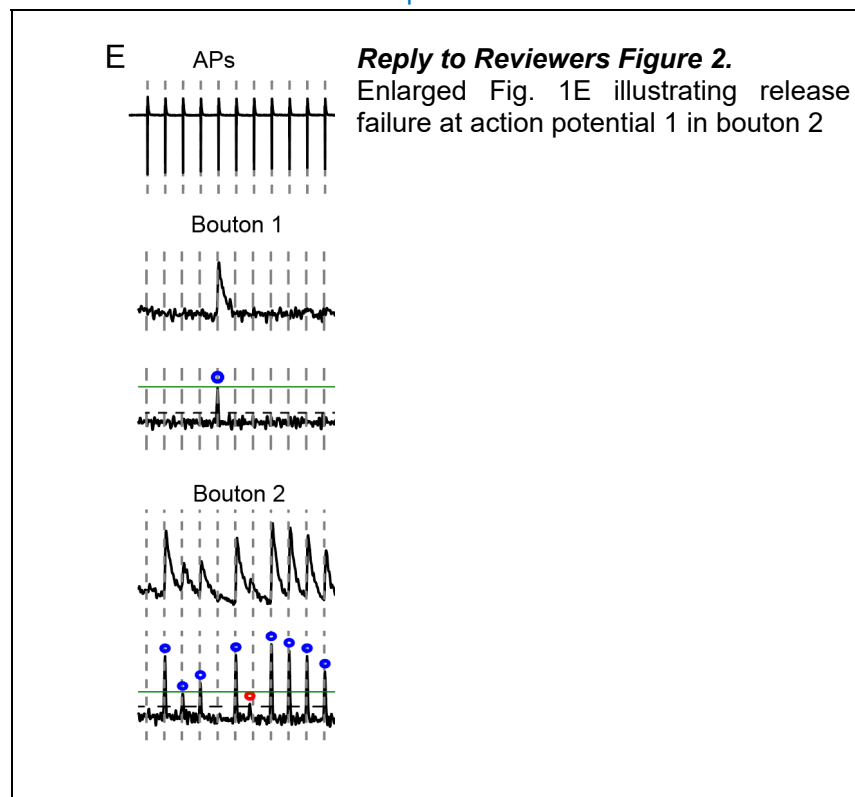 E
APs
Reply to Reviewers Figure 2.
Enlarged Fig. 1E illustrating release
failure at action potential 1 in bouton 2
Bouton 1
Bouton 2